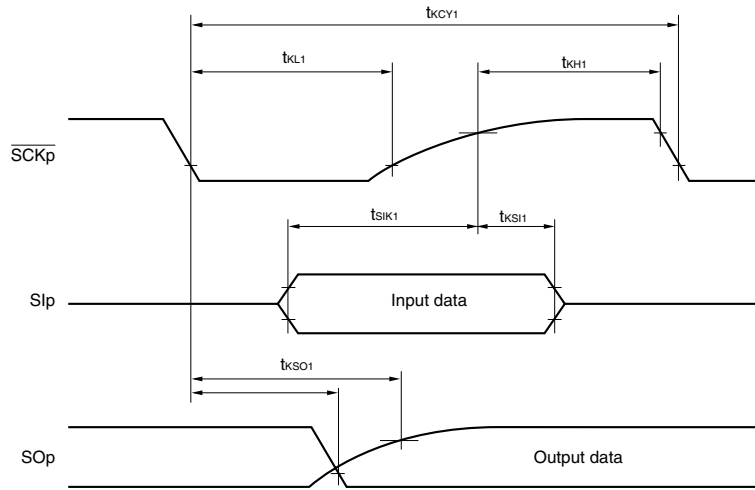 tKCY1
tKL1
tKH1
SCKp
tSIK1
tKSI1
SIp
Input data
tKSO1
SOp
Output data